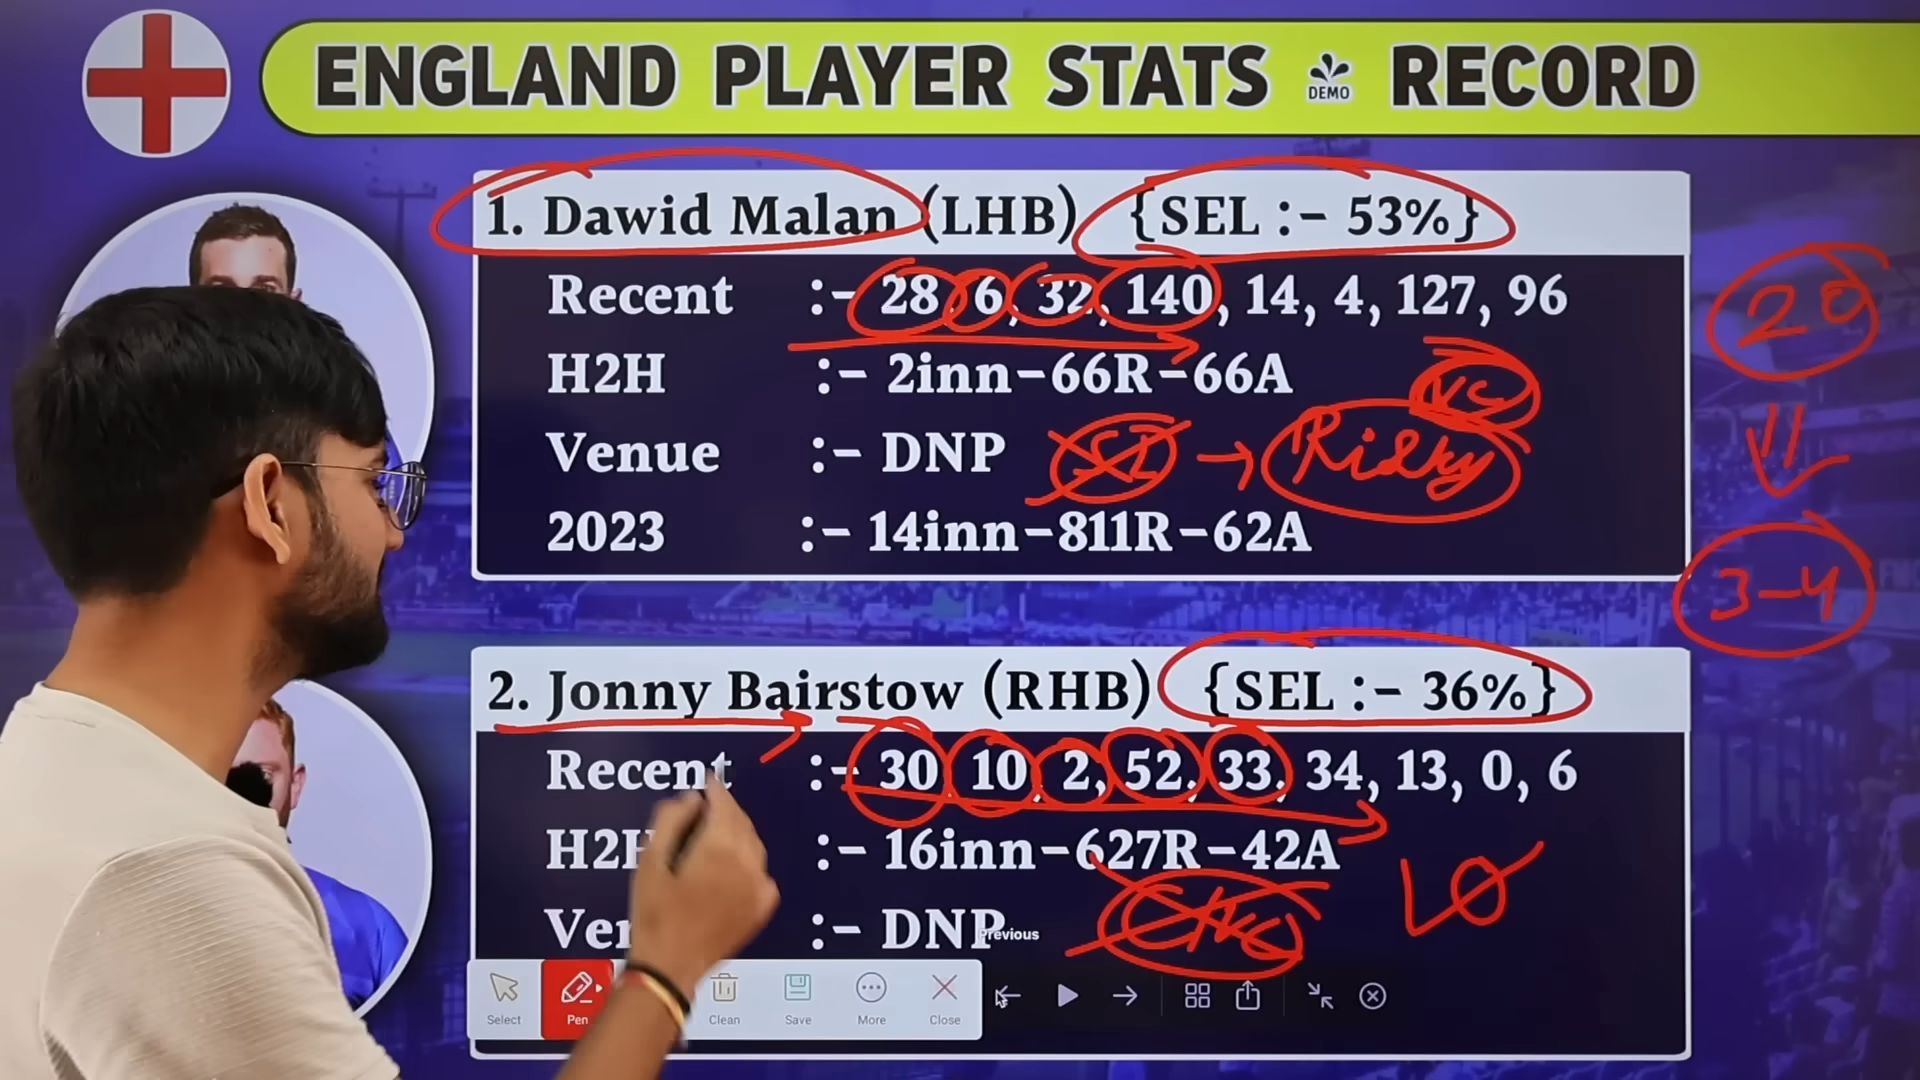 ENGLAND PLAYER STATS & RECORD
DEMO
1. Dawid Malan (LHB) {SEL :- 53%}
Recent :- 28, 6, 32, 140, 14, 4, 127, 96
20
H2H :- 2inn-66R-66A
VC
Venue :- DNP
Risky
2023 :- 14inn-811R-62A
3-4
2. Jonny Bairstow (RHB) {SEL :- 36%}
Recent :- 30, 10, 2, 52, 33, 34, 13, 0, 6
H2H :- 16inn-627R-42A
Ven :- DNP
Previous
Select
Pen
Clean
Save
More
Close